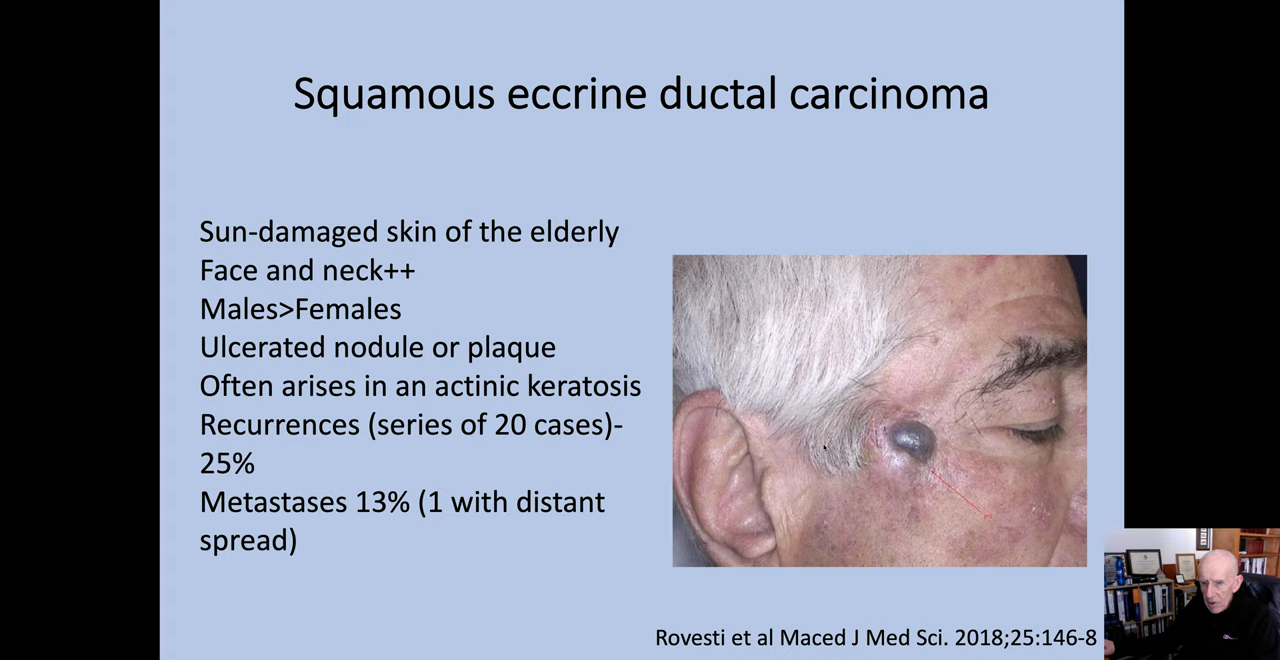 Squamous eccrine ductal carcinoma
Sun-damaged skin of the elderly
Face and neck++
Males>Females
Ulcerated nodule or plaque
Often arises in an actinic keratosis
Recurrences (series of 20 cases)-
25%
Metastases 13% (1 with distant
spread)
Rovesti et al Maced J Med Sci. 2018;25:146-8